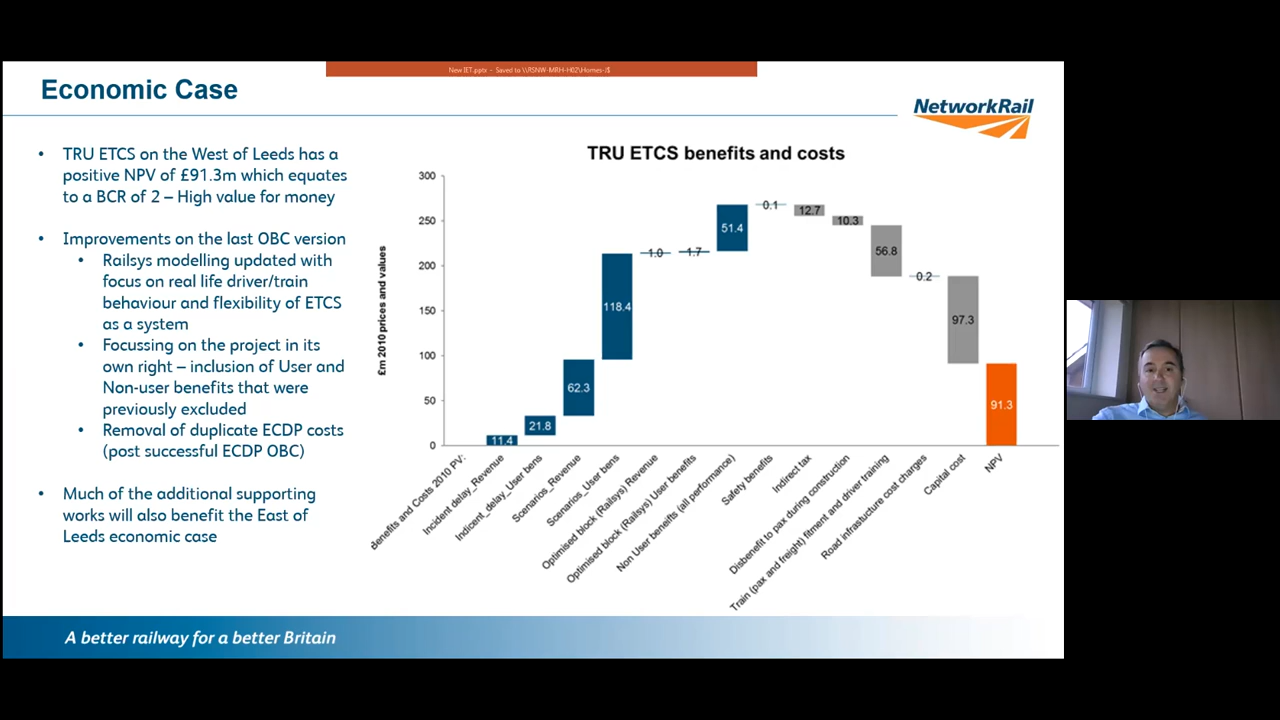 New IET.pptx - Saved to \\RSNW-MRH-H02\Homes-I$
Economic Case
NetworkRail
• TRU ETCS on the West of Leeds has a
positive NPV of £91.3m which equates
to a BCR of 2 – High value for money
• Improvements on the last OBC version
• Railsys modelling updated with
focus on real life driver/train
behaviour and flexibility of ETCS
as a system
• Focussing on the project in its
own right – inclusion of User and
Non-user benefits that were
previously excluded
• Removal of duplicate ECDP costs
(post successful ECDP OBC)
• Much of the additional supporting
works will also benefit the East of
Leeds economic case
TRU ETCS benefits and costs
£m 2010 prices and values
300
250
200
150
100
50
0
11.4
21.8
62.3
118.4
1.0
1.7
51.4
0.1
12.7
10.3
56.8
0.2
97.3
91.3
Benefits and Costs 2010 PV:
Incident delay_Revenue
Indicent_delay_User bens
Scenarios_Revenue
Scenarios_User bens
Optimised block (Railsys) Revenue
Optimised block (Railsys) User benefits
Non User benefits (all performance)
Safety benefits
Indirect tax
Disbenefit to pax during construction
Train (pax and freight) fitment and driver training
Road infrastucture cost charges
Capital cost
NPV
A better railway for a better Britain